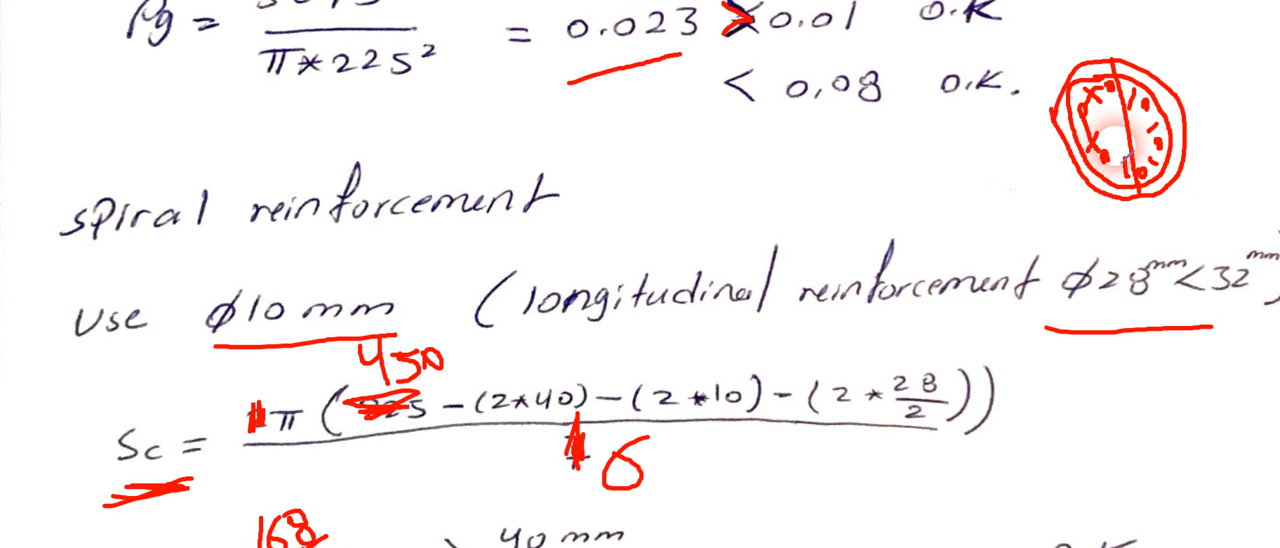 ρg = / π*225² = 0.023 > 0.01 O.K
< 0,08 O.K.
spiral reinforcement
Use ϕ10 mm (longitudinal reinforcement ϕ28mm < 32mm)
450
Sc = π ( 5 - (2*40) - (2*10) - (2*28/2)) / 6
168 > 40 mm O.K